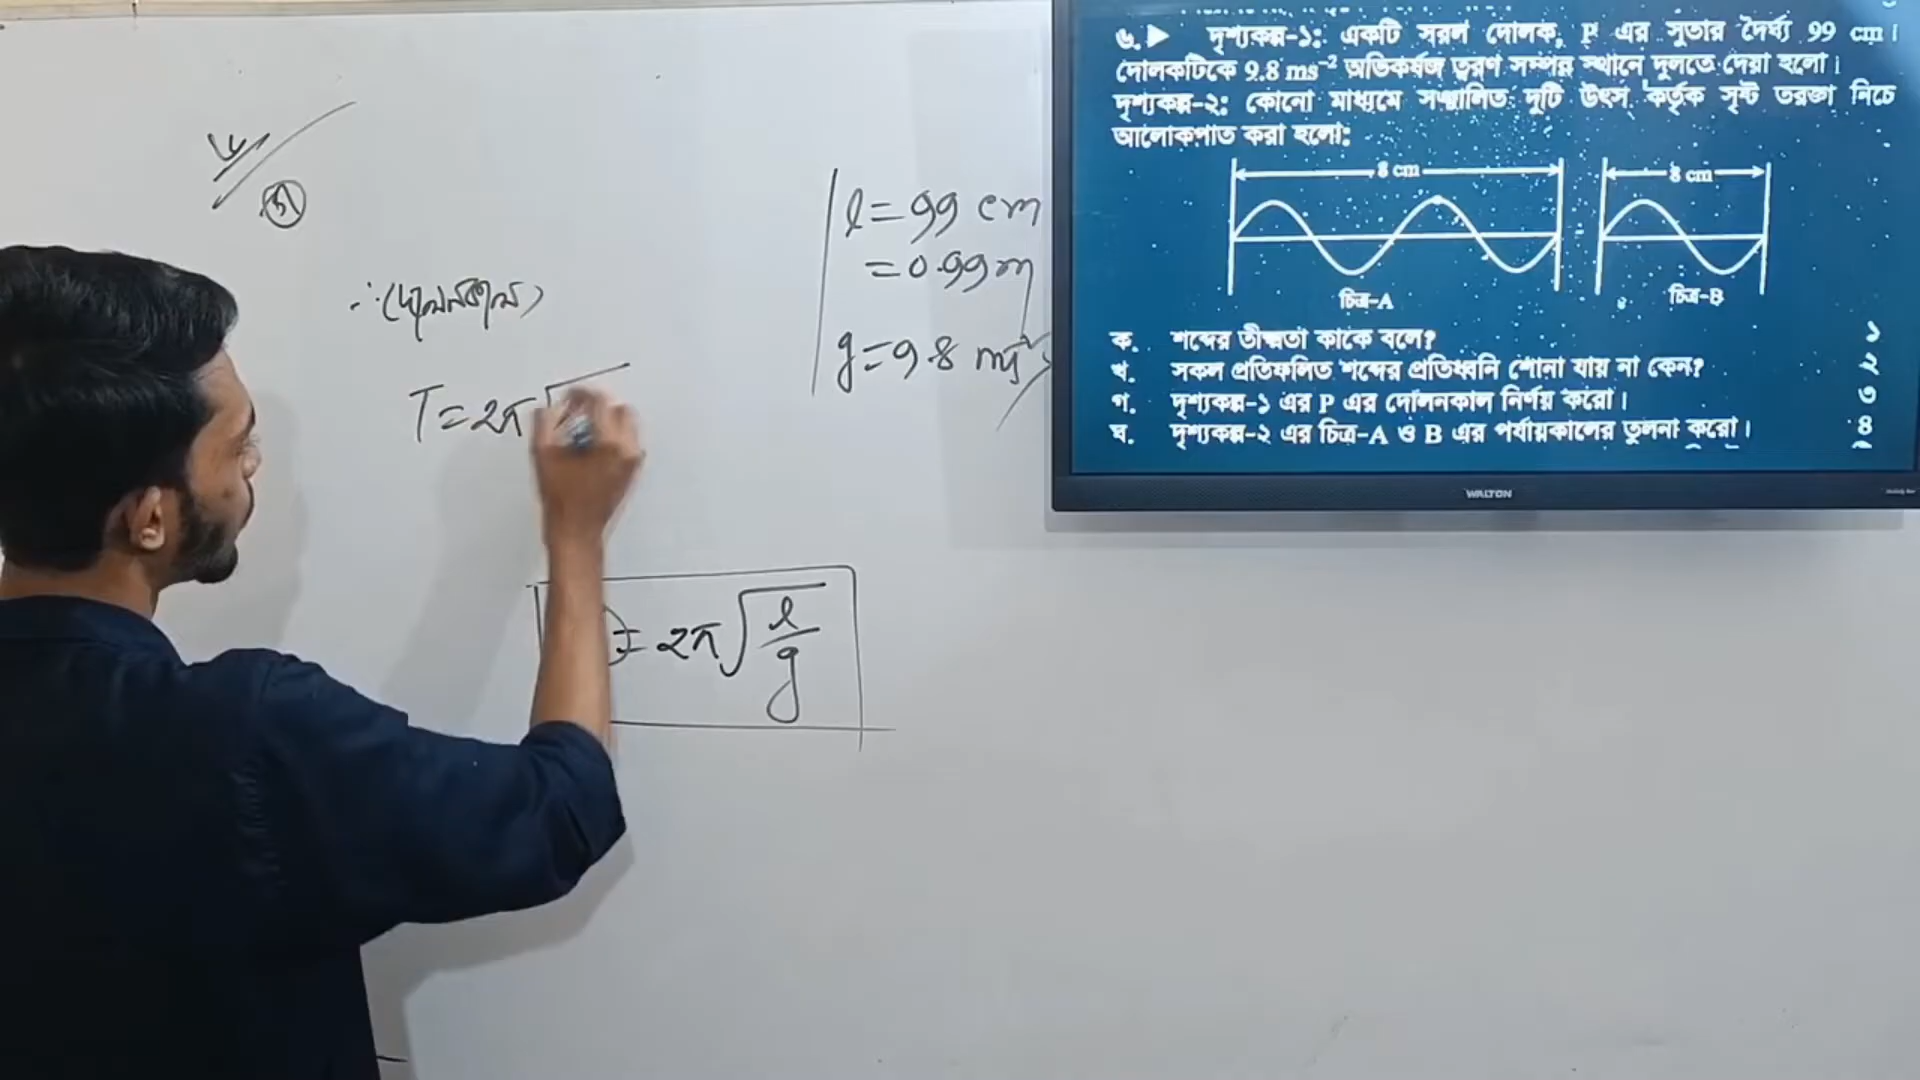 ৬/
গ
∴ দোলনকাল,
T = 2π√
l = 99 cm
= 0.99 m
g = 9.8 ms⁻²
= 2π√(l/g)
৬. ▶ দৃশ্যকল্প-১: একটি সরল দোলক, P এর সুতার দৈর্ঘ্য 99 cm।
দোলকটিকে 9.8 ms⁻² অভিকর্ষজ ত্বরণ সম্পন্ন স্থানে দুলতে দেয়া হলো।
দৃশ্যকল্প-২: কোনো মাধ্যমে সঞ্চালিত দুটি উৎস কর্তৃক সৃষ্ট তরঙ্গ নিচে
আলোকপাত করা হলো:
8 cm
8 cm
চিত্র-A
চিত্র-B
ক. শব্দের তীক্ষ্ণতা কাকে বলে? ১
খ. সকল প্রতিফলিত শব্দের প্রতিধ্বনি শোনা যায় না কেন? ২
গ. দৃশ্যকল্প-১ এর P এর দোলনকাল নির্ণয় করো। ৩
ঘ. দৃশ্যকল্প-২ এর চিত্র-A ও B এর পর্যায়কালের তুলনা করো। ৪
WALTON